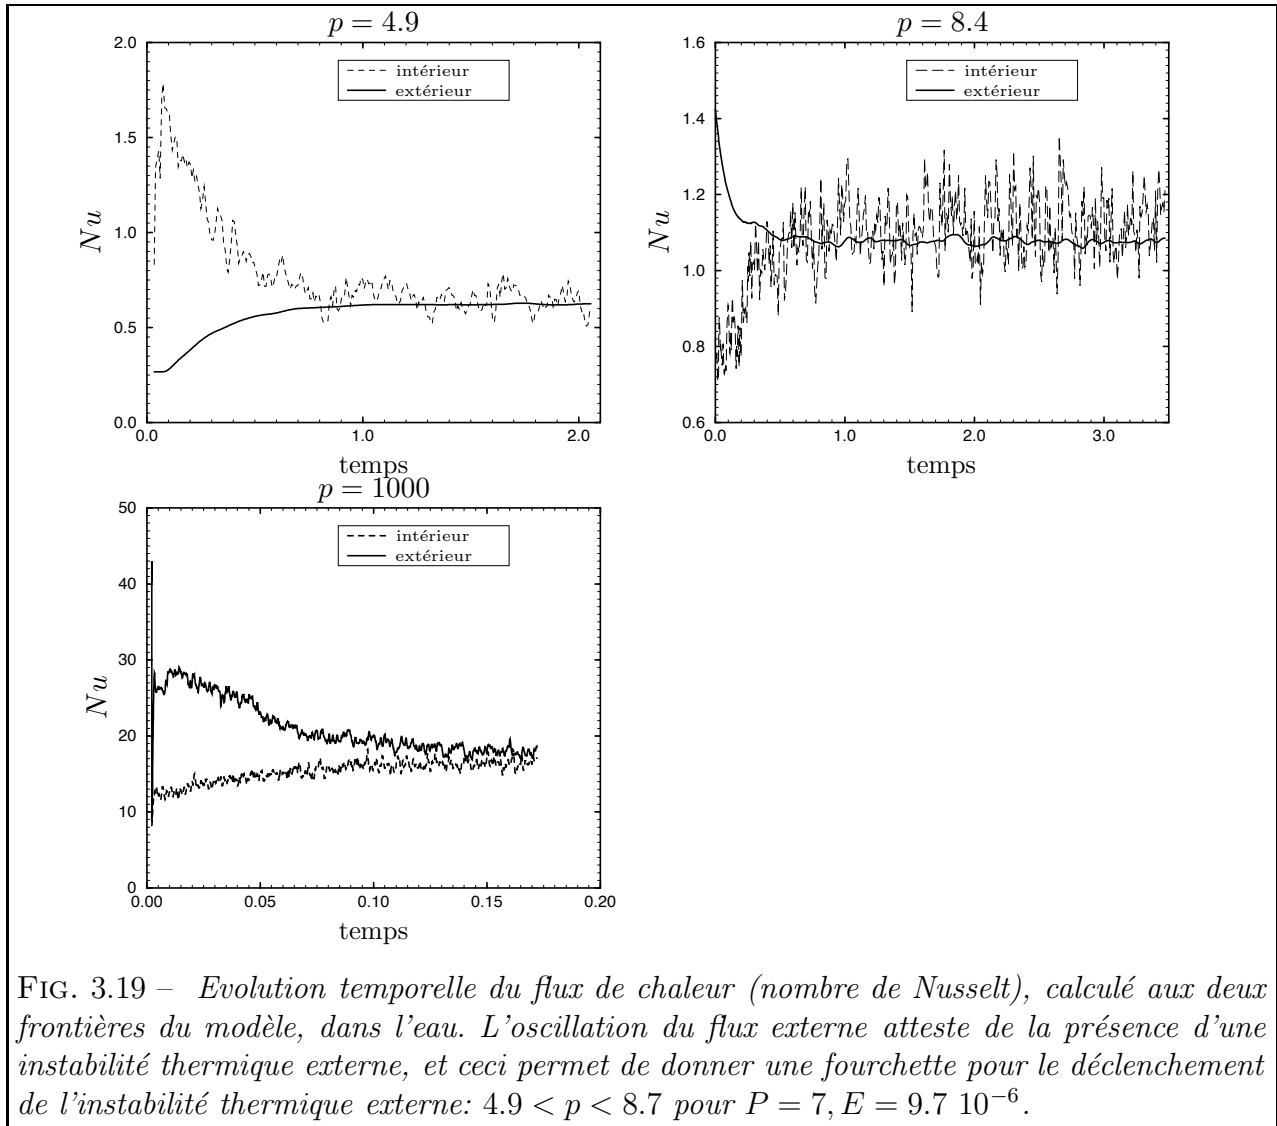 p = 4.9
2.0
1.5
1.0
0.5
0.0
Nu
intérieur
extérieur
0.0 1.0 2.0
temps
p = 8.4
1.6
1.4
1.2
1.0
0.8
0.6
Nu
intérieur
extérieur
0.0 1.0 2.0 3.0
temps
p = 1000
50
40
30
20
10
0
Nu
intérieur
extérieur
0.00 0.05 0.10 0.15 0.20
temps
FIG. 3.19 – Evolution temporelle du flux de chaleur (nombre de Nusselt), calculé aux deux
frontières du modèle, dans l'eau. L'oscillation du flux externe atteste de la présence d'une
instabilité thermique externe, et ceci permet de donner une fourchette pour le déclenchement
de l'instabilité thermique externe: 4.9 < p < 8.7 pour P = 7, E = 9.7 10⁻⁶.